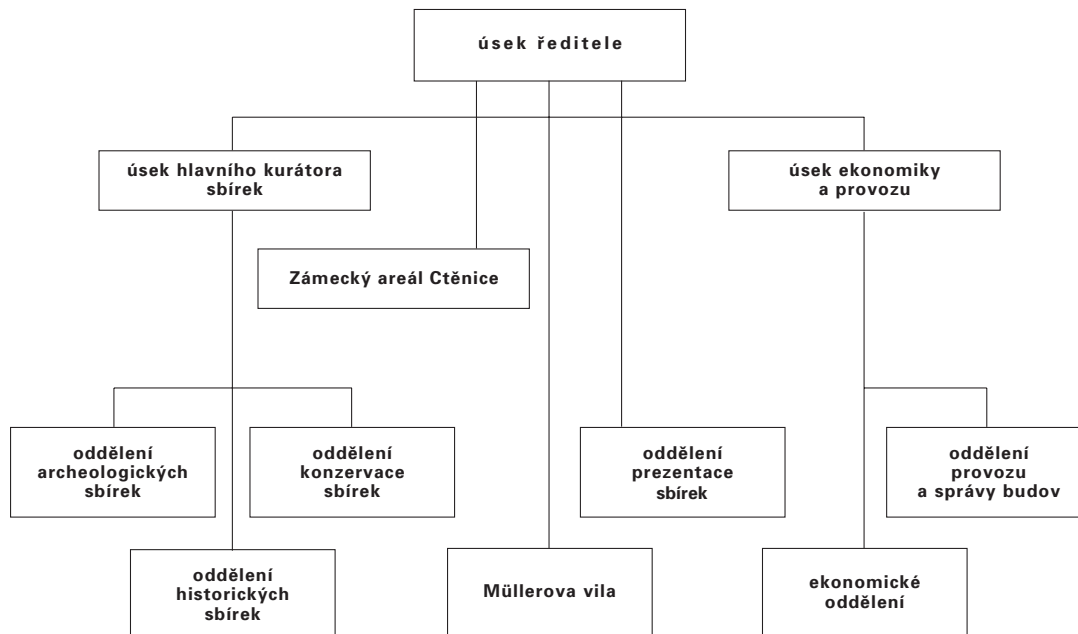 úsek ředitele
úsek hlavního kurátora
sbírek
úsek ekonomiky
a provozu
Zámecký areál Ctěnice
oddělení
archeologických
sbírek
oddělení
konzervace
sbírek
oddělení
prezentace
sbírek
oddělení
provozu
a správy budov
oddělení
historických
sbírek
Müllerova vila
ekonomické
oddělení